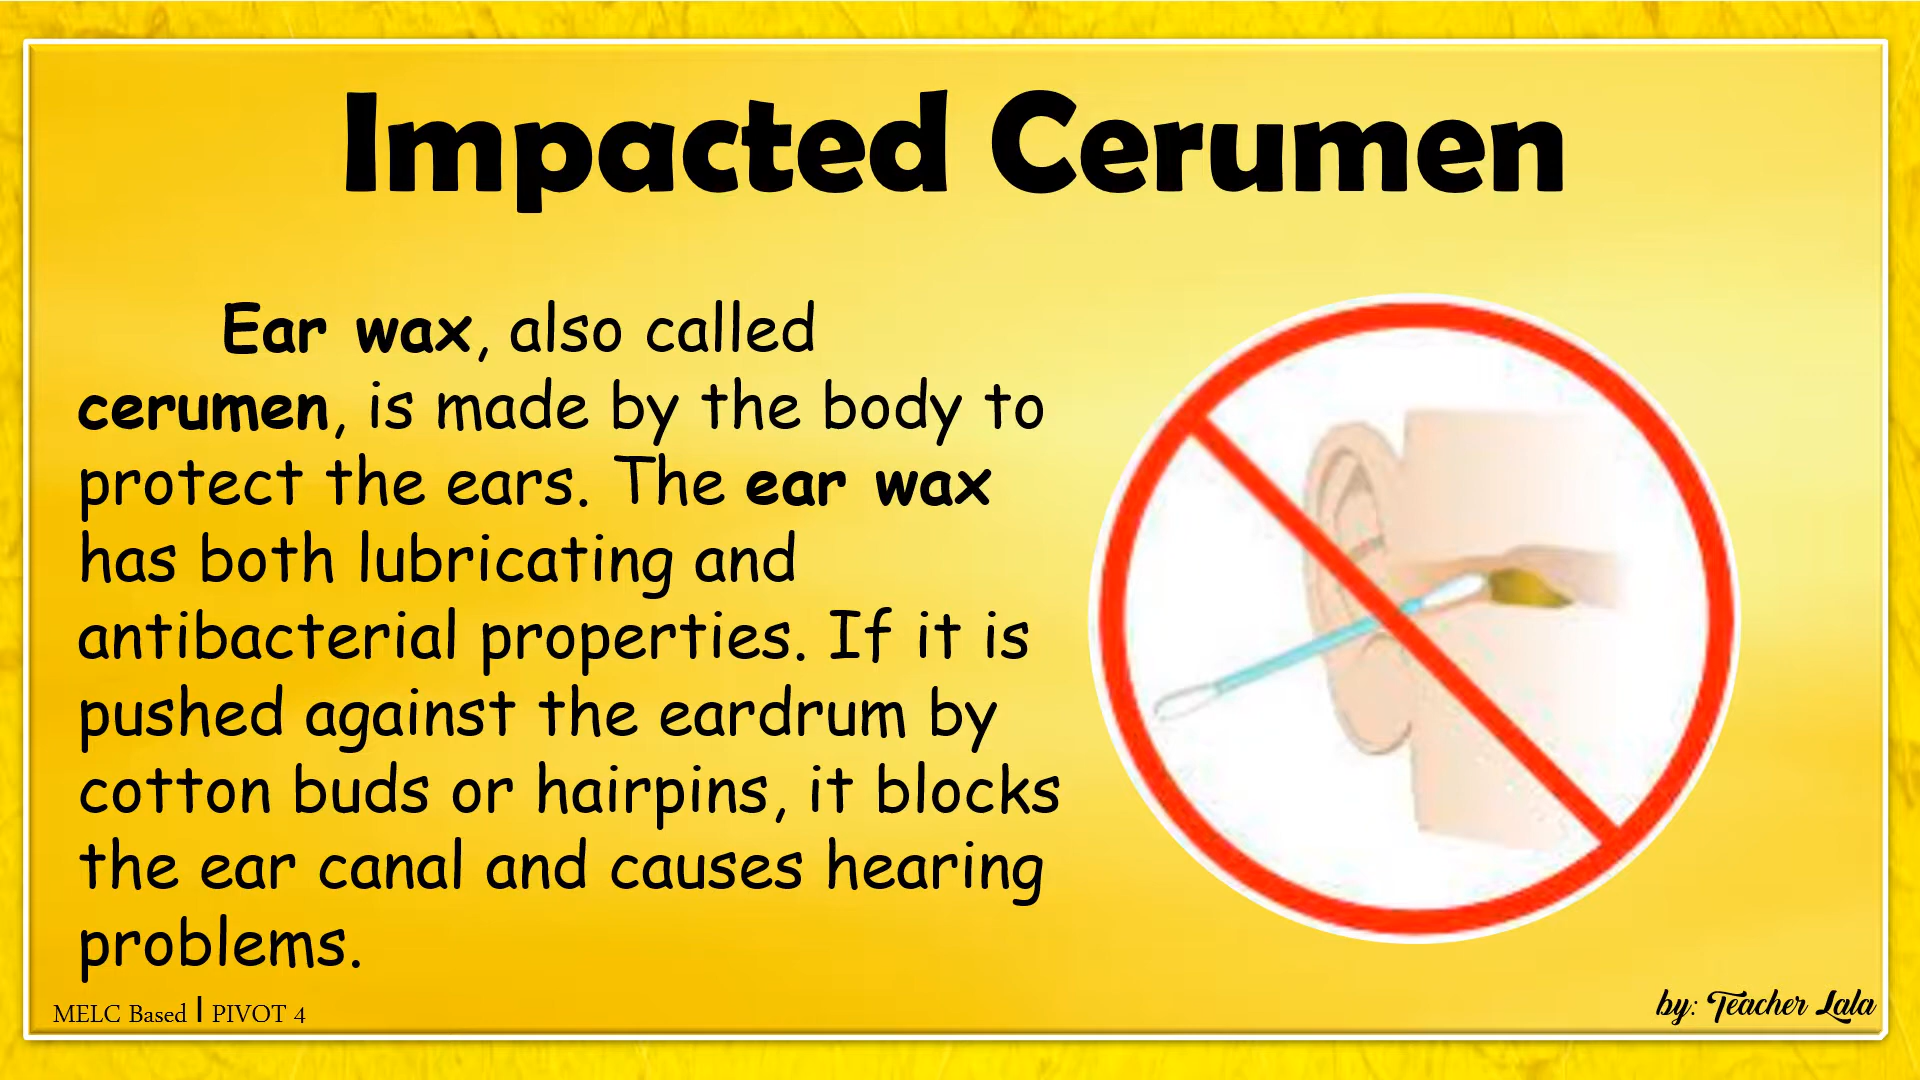 Impacted Cerumen
Ear wax, also called
cerumen, is made by the body to
protect the ears. The ear wax
has both lubricating and
antibacterial properties. If it is
pushed against the eardrum by
cotton buds or hairpins, it blocks
the ear canal and causes hearing
problems.
MELC Based | PIVOT 4
by: Teacher Lala